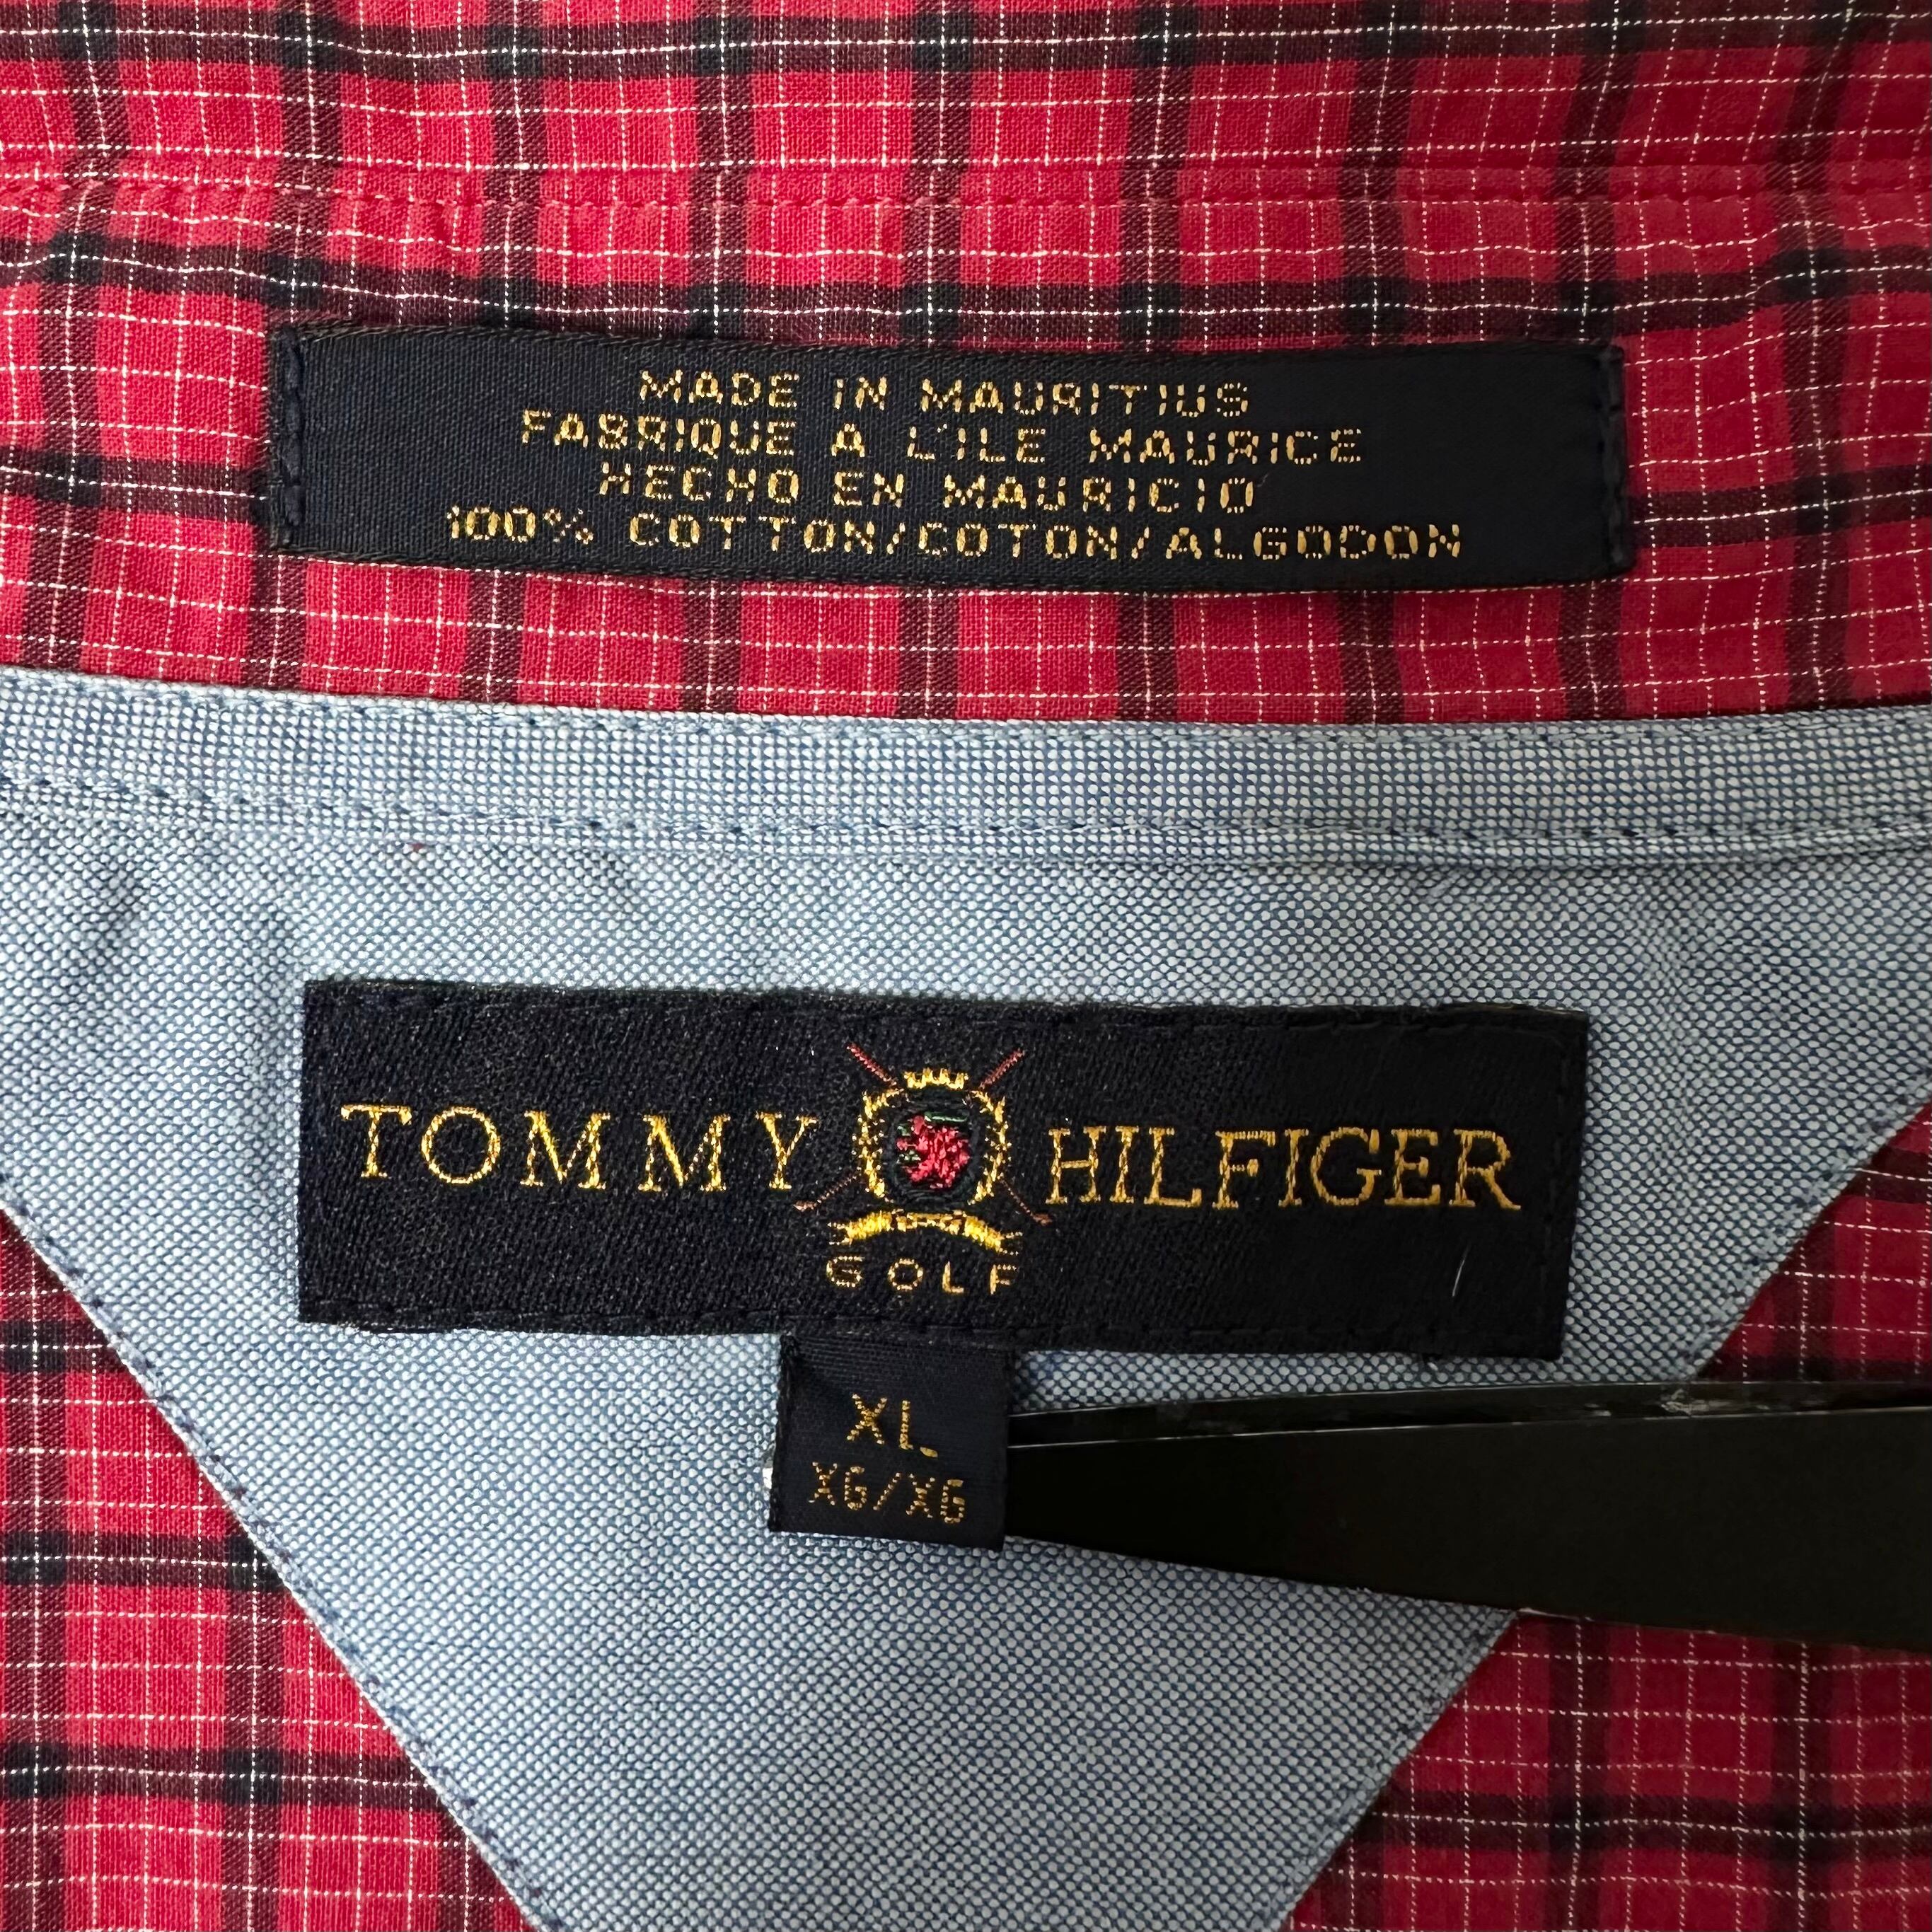 MADE IN MAURITIUS
FABRIQUE A L'ILE MAURICE
HECHO EN MAURICIO
100% COTTON/COTON/ALGODON
TOMMY HILFIGER
GOLF
XL
XG/XG